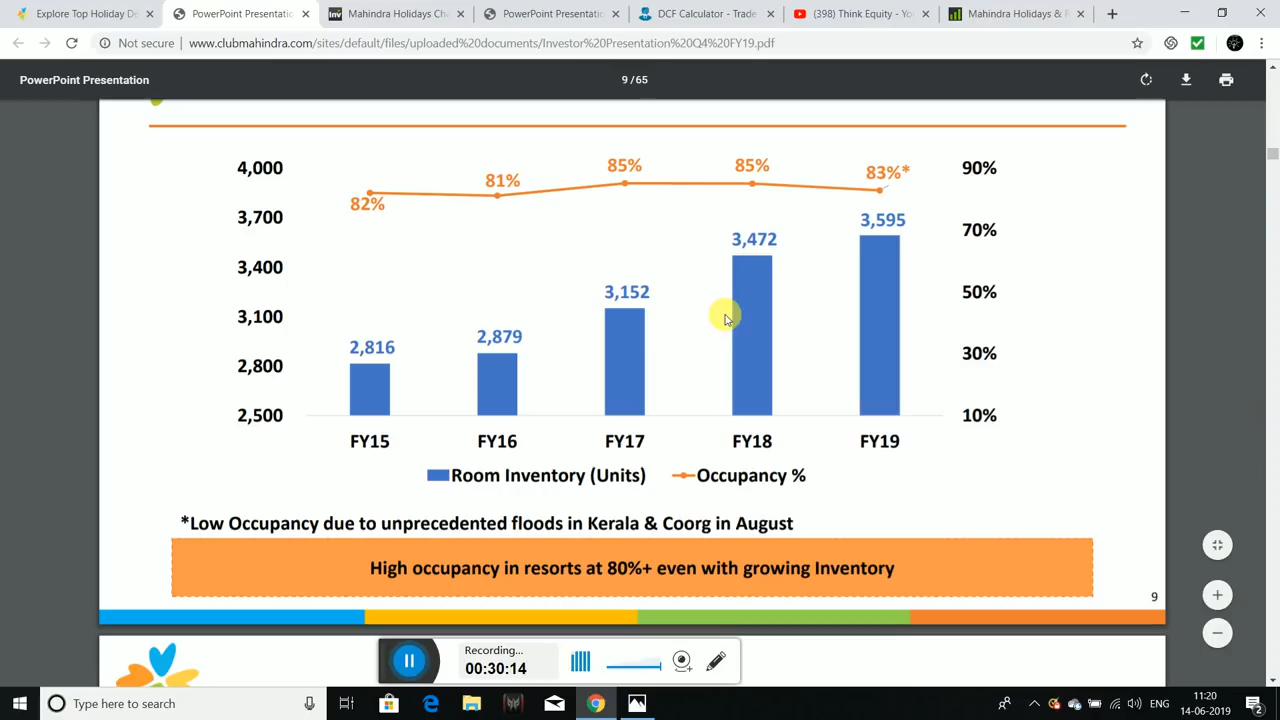 Explore Top Holiday De
PowerPoint Presentatio
Mahindra Holidays Ch
PowerPoint Presentatio
DCF Calculator - Trade
(398) Think Equity - Yo
Mahindra Holidays & R
Not secure | www.clubmahindra.com/sites/default/files/uploaded%20documents/Investor%20Presentation%20Q4%20FY19.pdf
PowerPoint Presentation
9 / 65
4,000
3,700
3,400
3,100
2,800
2,500
82%
81%
85%
85%
83%*
2,816
2,879
3,152
3,472
3,595
90%
70%
50%
30%
10%
FY15 FY16 FY17 FY18 FY19
Room Inventory (Units) Occupancy %
*Low Occupancy due to unprecedented floods in Kerala & Coorg in August
High occupancy in resorts at 80%+ even with growing Inventory
9
Recording...
00:30:14
Type here to search
ENG
11:20
14-06-2019
2